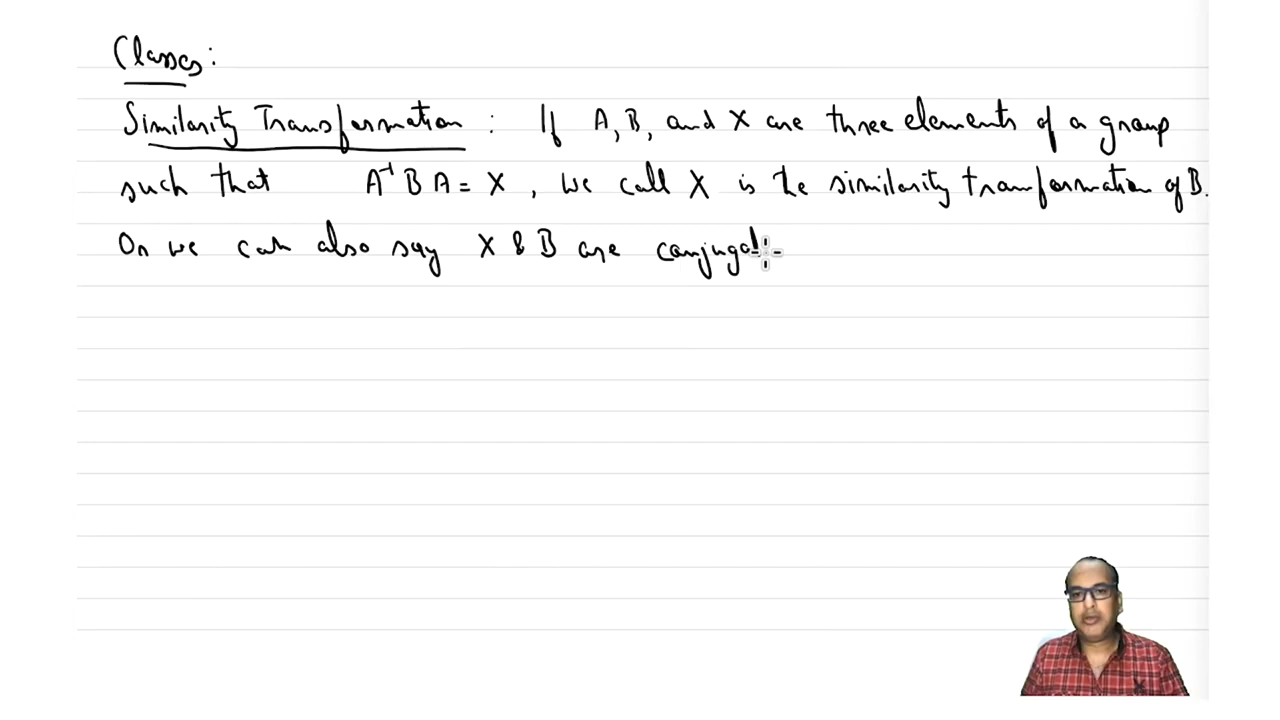 Classes:
Similarity Transformation : If A, B, and X are three elements of a group
such that A⁻¹ B A = X , we call X is the similarity transformation of B.
Or we can also say X & B are conjugat